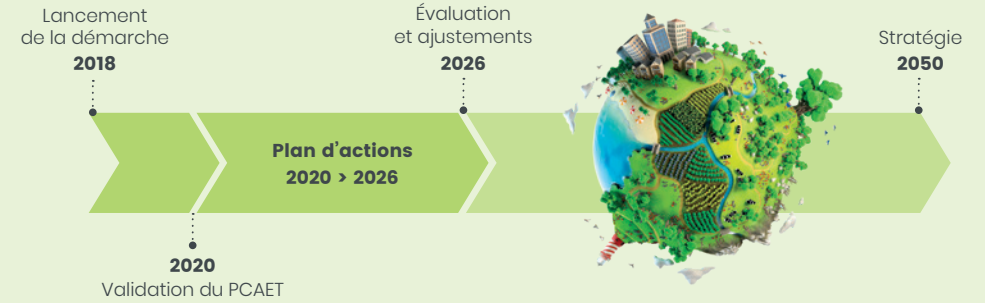 Lancement
de la démarche
2018
Évaluation
et ajustements
2026
Stratégie
2050
Plan d'actions
2020 > 2026
2020
Validation du PCAET